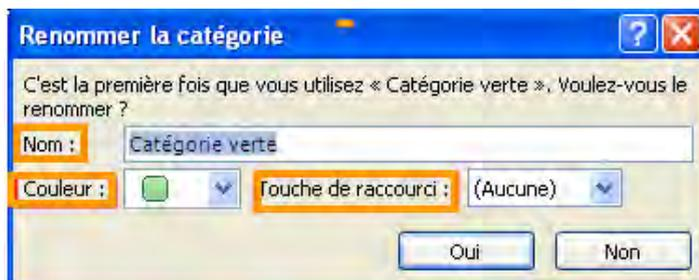 Renommer la catégorie
C'est la première fois que vous utilisez « Catégorie verte ». Voulez-vous le
renommer ?
Nom : Catégorie verte
Couleur : Touche de raccourci : (Aucune)
Oui Non